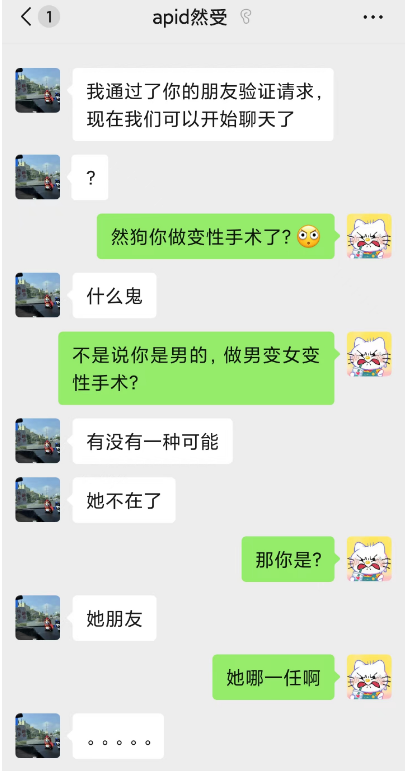 1
apid然受
我通过了你的朋友验证请求，
现在我们可以开始聊天了
？
然狗你做变性手术了?
什么鬼
不是说你是男的，做男变女变
性手术?
有没有一种可能
她不在了
那你是?
她朋友
她哪一任啊
。。。。。